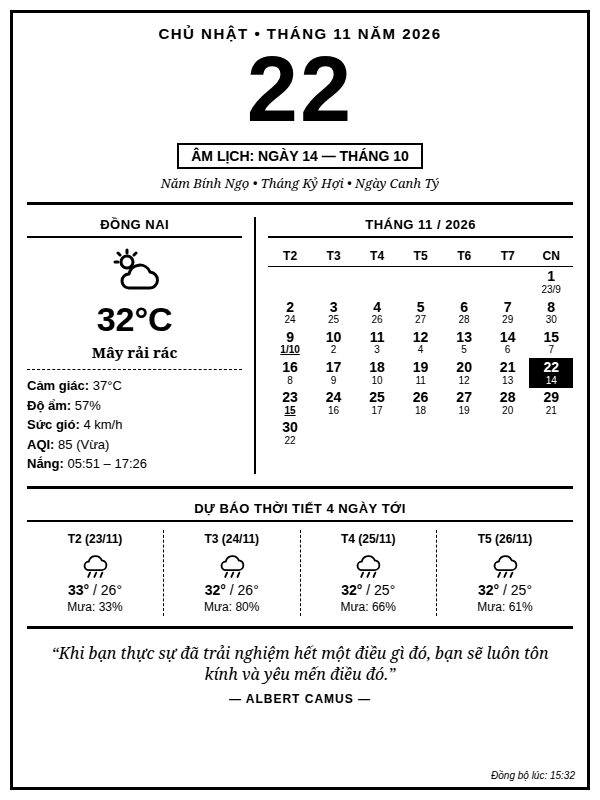 CHỦ NHẬT • THÁNG 11 NĂM 2026
22
ÂM LỊCH: NGÀY 14 — THÁNG 10
Năm Bính Ngọ • Tháng Kỷ Hợi • Ngày Canh Tý
ĐỒNG NAI
32°C
Mây rải rác
Cảm giác: 37°C
Độ ẩm: 57%
Sức gió: 4 km/h
AQI: 85 (Vừa)
Nắng: 05:51 – 17:26
THÁNG 11 / 2026
T2 T3 T4 T5 T6 T7 CN
1
23/9
2 3 4 5 6 7 8
24 25 26 27 28 29 30
9 10 11 12 13 14 15
1/10 2 3 4 5 6 7
16 17 18 19 20 21 22
8 9 10 11 12 13 14
23 24 25 26 27 28 29
15 16 17 18 19 20 21
30
22
DỰ BÁO THỜI TIẾT 4 NGÀY TỚI
T2 (23/11) T3 (24/11) T4 (25/11) T5 (26/11)
33° / 26° 32° / 26° 32° / 25° 32° / 25°
Mưa: 33% Mưa: 80% Mưa: 66% Mưa: 61%
“Khi bạn thực sự đã trải nghiệm hết một điều gì đó, bạn sẽ luôn tôn
kính và yêu mến điều đó.”
— ALBERT CAMUS —
Đồng bộ lúc: 15:32